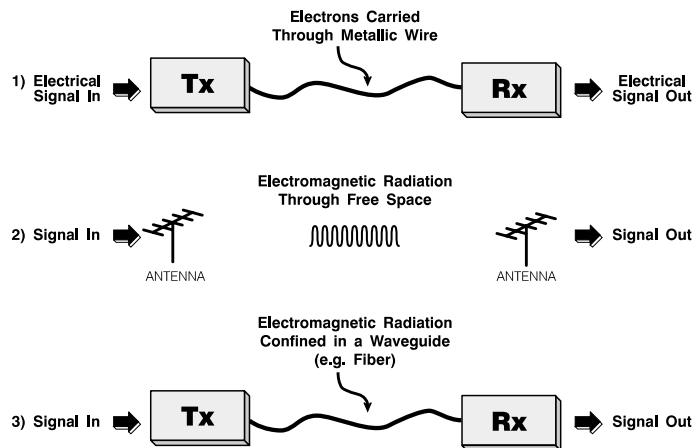 Electrons Carried
Through Metallic Wire
1) Electrical
Signal In
Tx
Rx
Electrical
Signal Out
Electromagnetic Radiation
Through Free Space
2) Signal In
ANTENNA
ANTENNA
Signal Out
Electromagnetic Radiation
Confined in a Waveguide
(e.g. Fiber)
3) Signal In
Tx
Rx
Signal Out